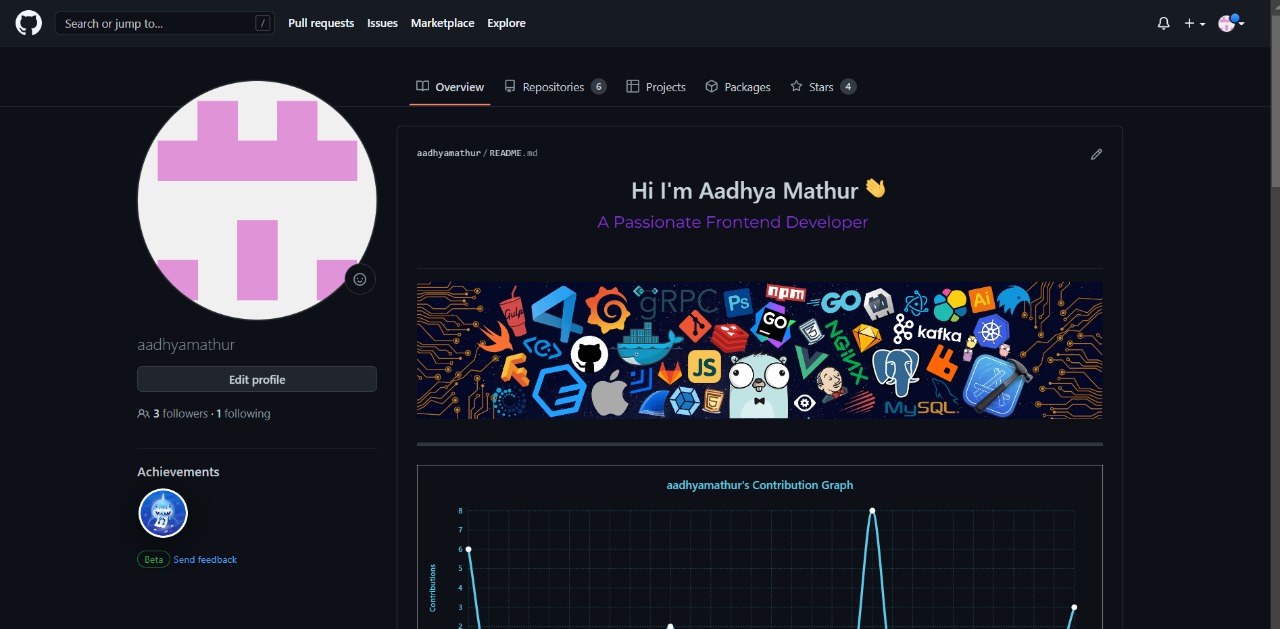 Search or jump to... /
Pull requests Issues Marketplace Explore
Overview Repositories 6 Projects Packages Stars 4
aadhyamathur / README.md
Hi I'm Aadhya Mathur 👋
A Passionate Frontend Developer
Gulp
gRPC
Ps
npm
GO
Ai
GO
kafka
NGINX
JS
MySQL
aadhyamathur
Edit profile
3 followers · 1 following
Achievements
Beta Send feedback
aadhyamathur's Contribution Graph
8
7
6
5
4
3
2
Contributions